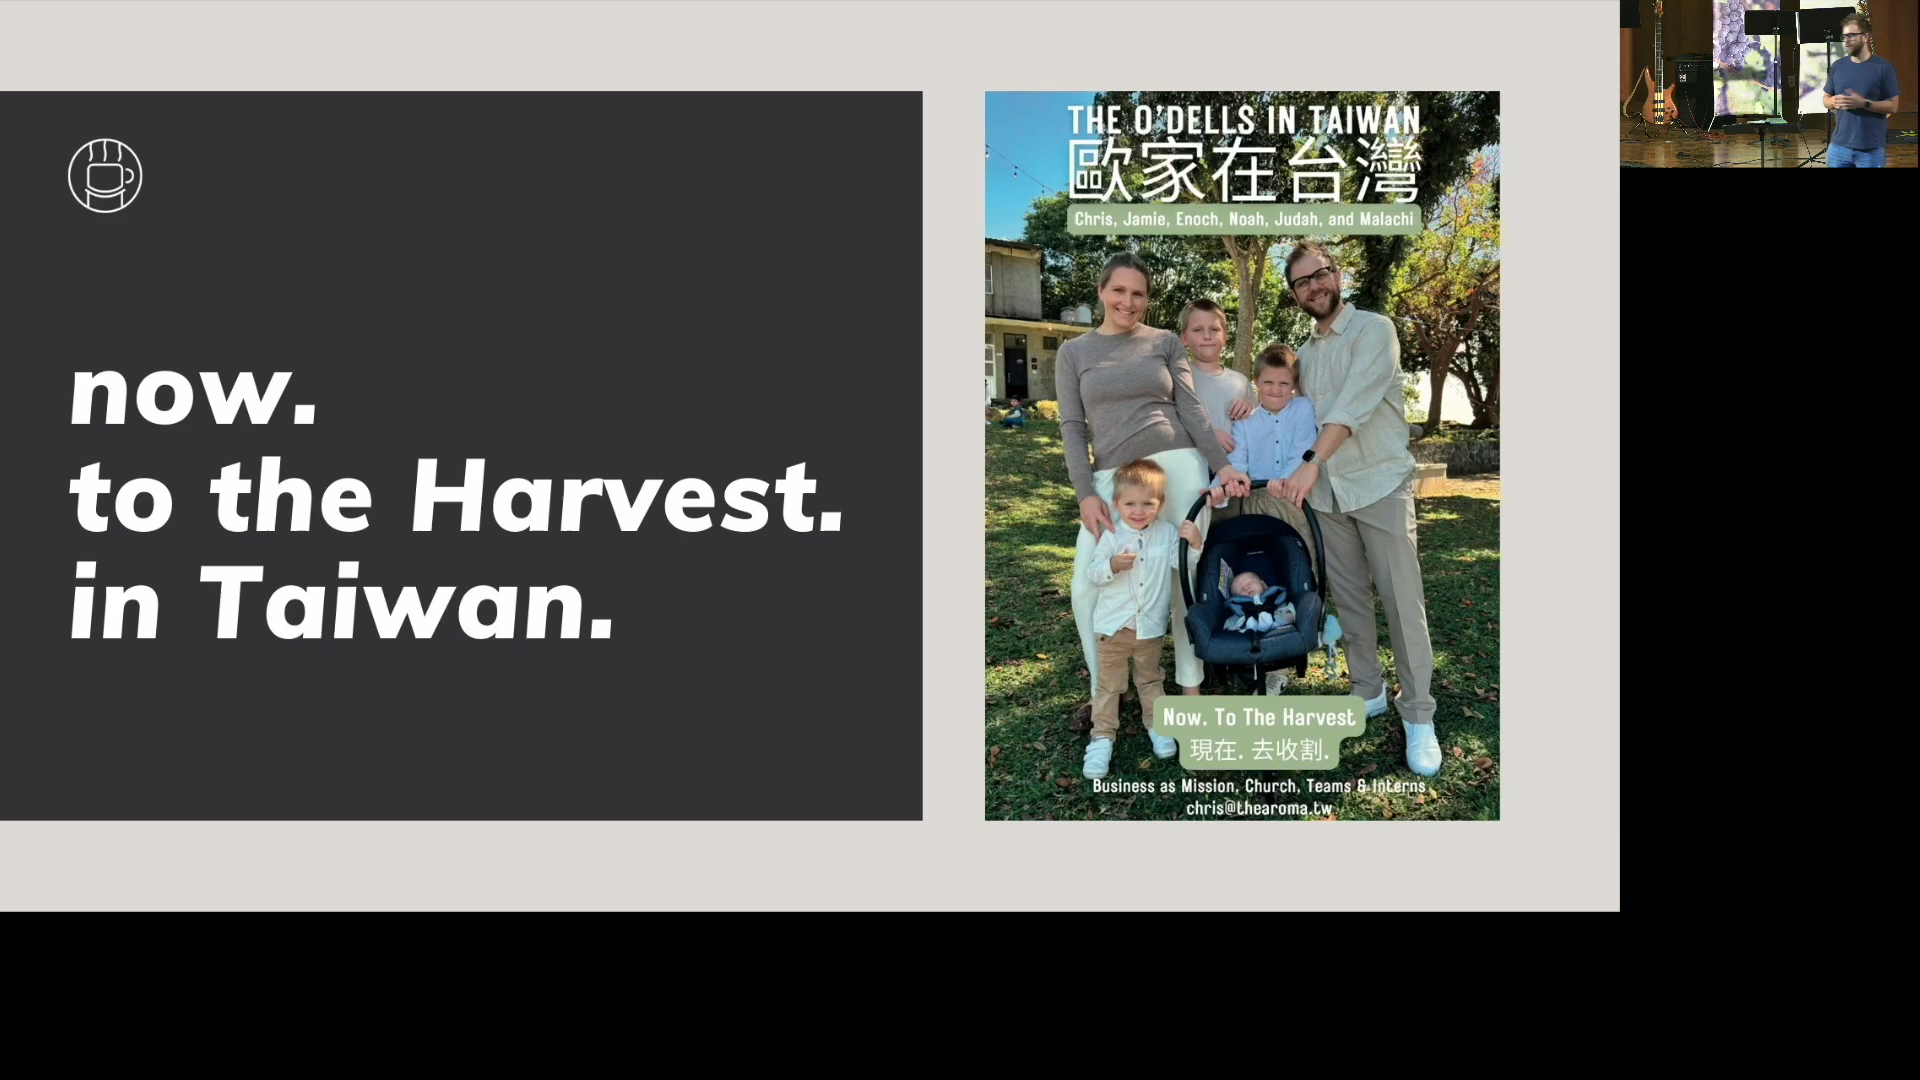 now.
to the Harvest.
in Taiwan.
THE O'DELLS IN TAIWAN
歐家在台灣
Chris, Jamie, Enoch, Noah, Judah, and Malachi
Now. To The Harvest
現在. 去收割.
Business as Mission, Church, Teams & Interns
chris@thearoma.tw